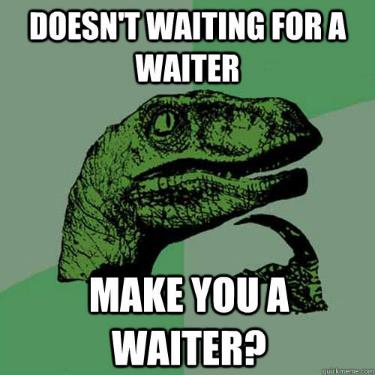 DOESN'T WAITING FOR A
WAITER
MAKE YOU A
WAITER?
quickmeme.com